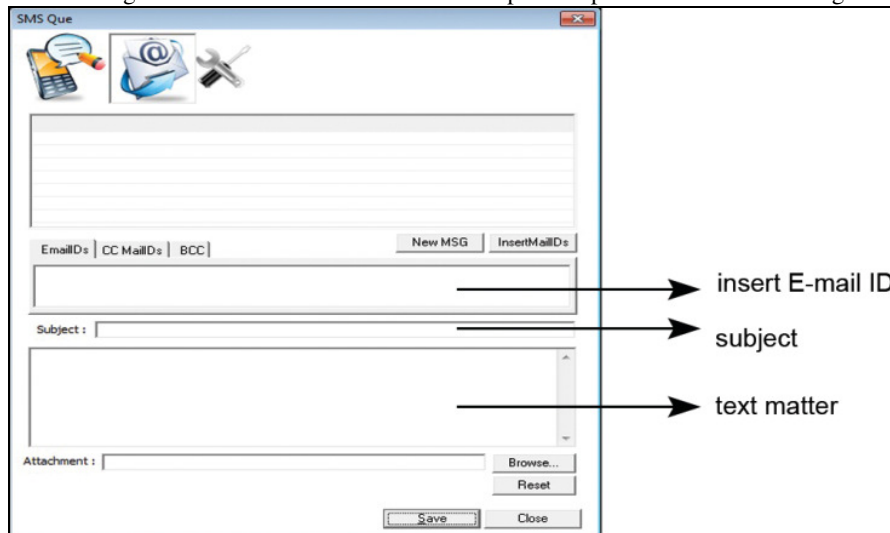 SMS Que
@
New MSG InsertMailIDs
EmailIDs CC MailIDs BCC
insert E-mail ID
Subject :
subject
text matter
Attachment :
Browse...
Reset
Save Close